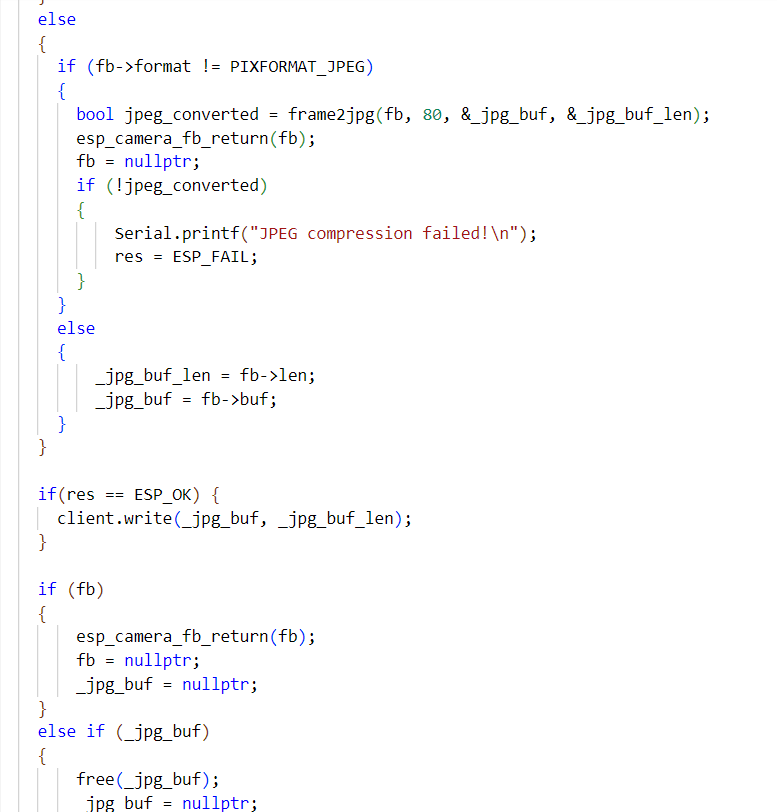 }
else
{
if (fb->format != PIXFORMAT_JPEG)
{
bool jpeg_converted = frame2jpg(fb, 80, &_jpg_buf, &_jpg_buf_len);
esp_camera_fb_return(fb);
fb = nullptr;
if (!jpeg_converted)
{
Serial.printf("JPEG compression failed!\n");
res = ESP_FAIL;
}
}
else
{
_jpg_buf_len = fb->len;
_jpg_buf = fb->buf;
}
}
if(res == ESP_OK) {
client.write(_jpg_buf, _jpg_buf_len);
}
if (fb)
{
esp_camera_fb_return(fb);
fb = nullptr;
_jpg_buf = nullptr;
}
else if (_jpg_buf)
{
free(_jpg_buf);
_jpg_buf = nullptr;